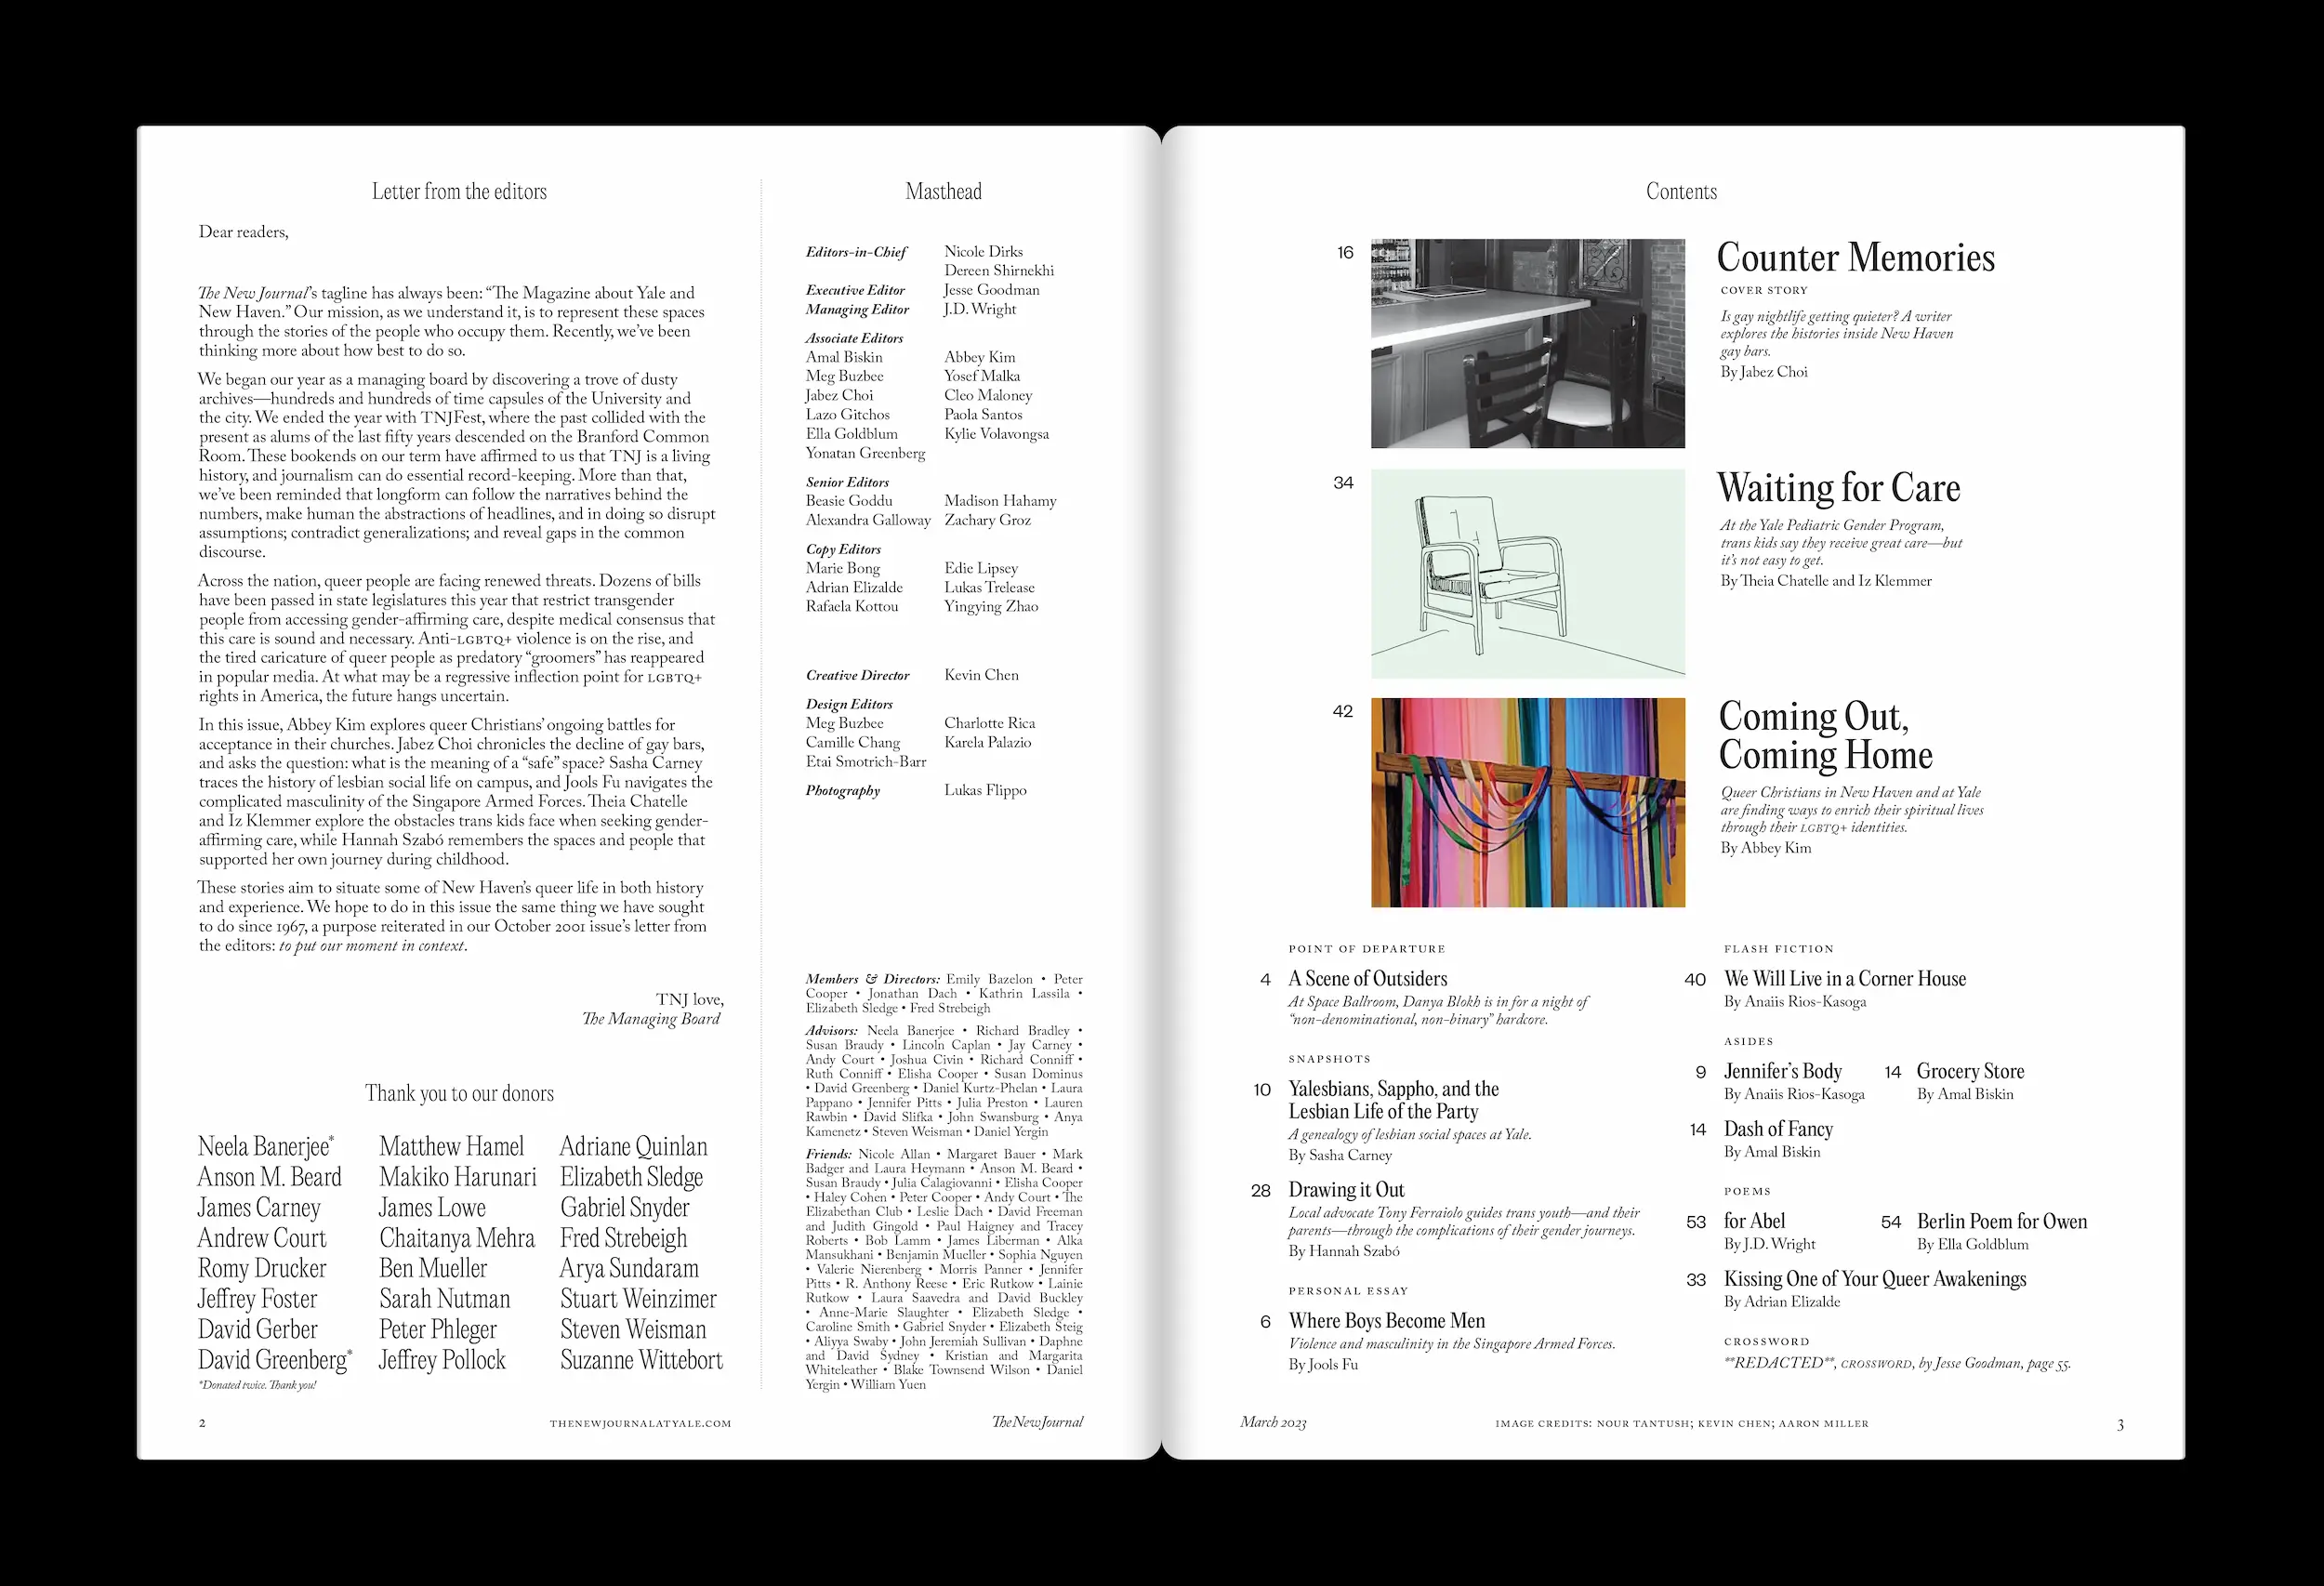 Letter from the editors
Dear readers,
The New Journal's tagline has always been: “The Magazine about Yale and
New Haven.” Our mission, as we understand it, is to represent these spaces
through the stories of the people who occupy them. Recently, we've been
thinking more about how best to do so.
We began our year as a managing board by discovering a trove of dusty
archives—hundreds and hundreds of time capsules of the University and
the city. We ended the year with TNJFest, where the past collided with the
present as alums of the last fifty years descended on the Branford Common
Room. These bookends on our term have affirmed to us that TNJ is a living
history, and journalism can do essential record-keeping. More than that,
we've been reminded that longform can follow the narratives behind the
numbers, make human the abstractions of headlines, and in doing so disrupt
assumptions; contradict generalizations; and reveal gaps in the common
discourse.
Across the nation, queer people are facing renewed threats. Dozens of bills
have been passed in state legislatures this year that restrict transgender
people from accessing gender-affirming care, despite medical consensus that
this care is sound and necessary. Anti-LGBTQ+ violence is on the rise, and
the tired caricature of queer people as predatory “groomers” has reappeared
in popular media. At what may be a regressive inflection point for LGBTQ+
rights in America, the future hangs uncertain.
In this issue, Abbey Kim explores queer Christians' ongoing battles for
acceptance in their churches. Jabez Choi chronicles the decline of gay bars,
and asks the question: what is the meaning of a “safe” space? Sasha Carney
traces the history of lesbian social life on campus, and Jools Fu navigates the
complicated masculinity of the Singapore Armed Forces. Theia Chatelle
and Iz Klemmer explore the obstacles trans kids face when seeking gender-
affirming care, while Hannah Szabó remembers the spaces and people that
supported her own journey during childhood.
These stories aim to situate some of New Haven's queer life in both history
and experience. We hope to do in this issue the same thing we have sought
to do since 1967, a purpose reiterated in our October 2001 issue's letter from
the editors: to put our moment in context.
TNJ love,
The Managing Board
Thank you to our donors
Neela Banerjee*
Anson M. Beard
James Carney
Andrew Court
Romy Drucker
Jeffrey Foster
David Gerber
David Greenberg*
*Donated twice. Thank you!
Matthew Hamel
Makiko Harunari
James Lowe
Chaitanya Mehra
Ben Mueller
Sarah Nutman
Peter Phleger
Jeffrey Pollock
Adriane Quinlan
Elizabeth Sledge
Gabriel Snyder
Fred Strebeigh
Arya Sundaram
Stuart Weinzimer
Steven Weisman
Suzanne Wittebort
Masthead
Editors-in-Chief Nicole Dirks
Dereen Shirnekhi
Executive Editor Jesse Goodman
Managing Editor J.D. Wright
Associate Editors
Amal Biskin Abbey Kim
Meg Buzbee Yosef Malka
Jabez Choi Cleo Maloney
Lazo Gitchos Paola Santos
Ella Goldblum Kylie Volavongsa
Yonatan Greenberg
Senior Editors
Beasie Goddu Madison Hahamy
Alexandra Galloway Zachary Groz
Copy Editors
Marie Bong Edie Lipsey
Adrian Elizalde Lukas Trelease
Rafaela Kottou Yingying Zhao
Creative Director Kevin Chen
Design Editors
Meg Buzbee Charlotte Rica
Camille Chang Karela Palazio
Etai Smotrich-Barr
Photography Lukas Flippo
Members & Directors: Emily Bazelon • Peter
Cooper • Jonathan Dach • Kathrin Lassila •
Elizabeth Sledge • Fred Strebeigh
Advisors: Neela Banerjee • Richard Bradley •
Susan Braudy • Lincoln Caplan • Jay Carney •
Andy Court • Joshua Civin • Richard Conniff •
Ruth Conniff • Elisha Cooper • Susan Dominus
• David Greenberg • Daniel Kurtz-Phelan • Laura
Pappano • Jennifer Pitts • Julia Preston • Lauren
Rawbin • David Slifka • John Swansburg • Anya
Kamenetz • Steven Weisman • Daniel Yergin
Friends: Nicole Allan • Margaret Bauer • Mark
Badger and Laura Heymann • Anson M. Beard •
Susan Braudy • Julia Calagiovanni • Elisha Cooper
• Haley Cohen • Peter Cooper • Andy Court • The
Elizabethan Club • Leslie Dach • David Freeman
and Judith Gingold • Paul Haigney and Tracey
Roberts • Bob Lamm • James Liberman • Alka
Mansukhani • Benjamin Mueller • Sophia Nguyen
• Valerie Nierenberg • Morris Panner • Jennifer
Pitts • R. Anthony Reese • Eric Rutkow • Lainie
Rutkow • Laura Saavedra and David Buckley
• Anne-Marie Slaughter • Elizabeth Sledge •
Caroline Smith • Gabriel Snyder • Elizabeth Steig
• Aliyya Swaby • John Jeremiah Sullivan • Daphne
and David Sydney • Kristian and Margarita
Whiteleather • Blake Townsend Wilson • Daniel
Yergin • William Yuen
2
THENEWJOURNALATYALE.COM
The New Journal
Contents
16
Counter Memories
COVER STORY
Is gay nightlife getting quieter? A writer
explores the histories inside New Haven
gay bars.
By Jabez Choi
34
Waiting for Care
At the Yale Pediatric Gender Program,
trans kids say they receive great care—but
it's not easy to get.
By Theia Chatelle and Iz Klemmer
42
Coming Out,
Coming Home
Queer Christians in New Haven and at Yale
are finding ways to enrich their spiritual lives
through their LGBTQ+ identities.
By Abbey Kim
POINT OF DEPARTURE
4 A Scene of Outsiders
At Space Ballroom, Danya Blokh is in for a night of
“non-denominational, non-binary” hardcore.
SNAPSHOTS
10 Yalesbians, Sappho, and the
Lesbian Life of the Party
A genealogy of lesbian social spaces at Yale.
By Sasha Carney
28 Drawing it Out
Local advocate Tony Ferraiolo guides trans youth—and their
parents—through the complications of their gender journeys.
By Hannah Szabó
PERSONAL ESSAY
6 Where Boys Become Men
Violence and masculinity in the Singapore Armed Forces.
By Jools Fu
FLASH FICTION
40 We Will Live in a Corner House
By Anaiis Rios-Kasoga
ASIDES
9 Jennifer's Body 14 Grocery Store
By Anaiis Rios-Kasoga By Amal Biskin
14 Dash of Fancy
By Amal Biskin
POEMS
53 for Abel 54 Berlin Poem for Owen
By J.D. Wright By Ella Goldblum
33 Kissing One of Your Queer Awakenings
By Adrian Elizalde
CROSSWORD
**REDACTED**, CROSSWORD, by Jesse Goodman, page 55.
March 2023
IMAGE CREDITS: NOUR TANTUSH; KEVIN CHEN; AARON MILLER
3